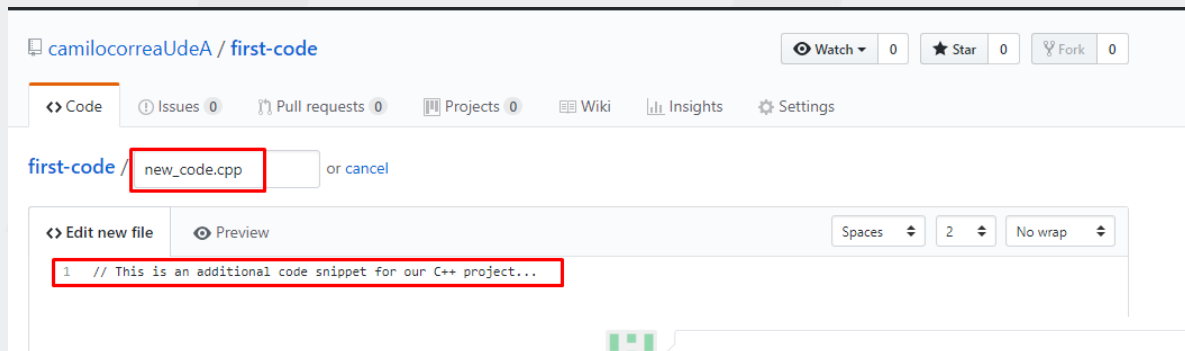 camilocorreaUdeA / first-code
Watch 0 Star 0 Fork 0
Code Issues 0 Pull requests 0 Projects 0 Wiki Insights Settings
first-code / new_code.cpp or cancel
Edit new file Preview Spaces 2 No wrap
1 // This is an additional code snippet for our C++ project...